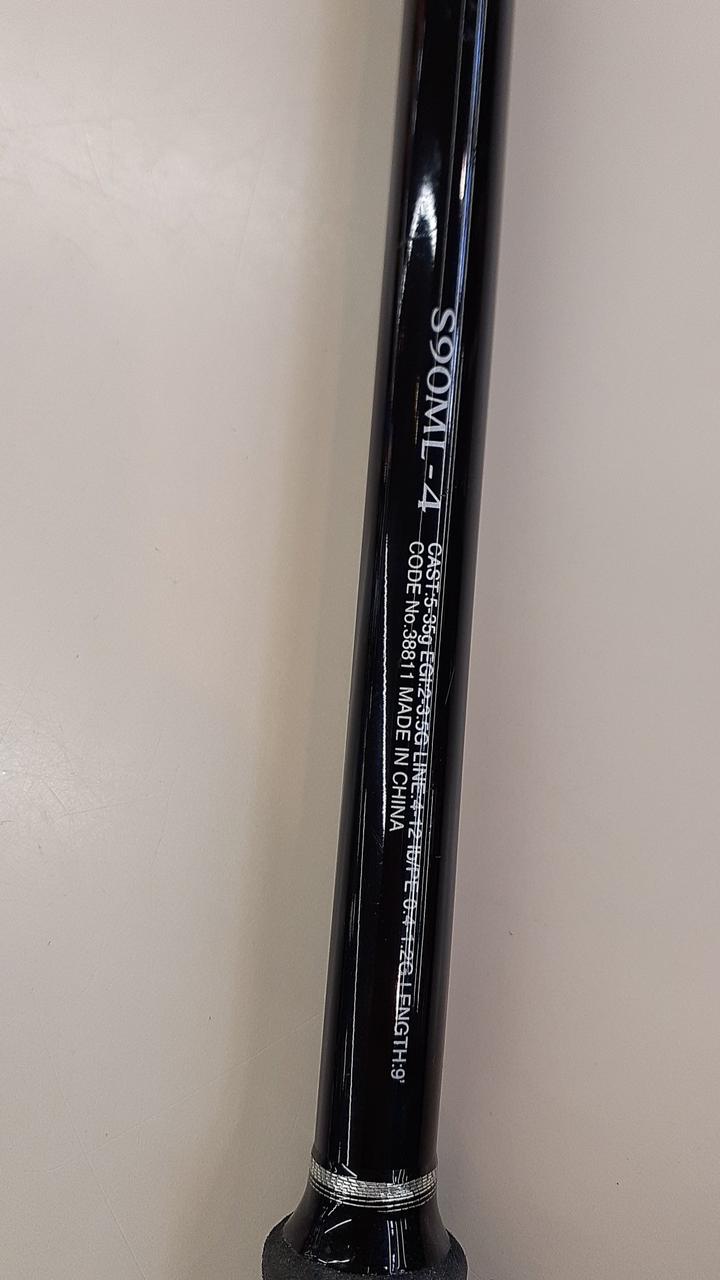 S90ML-4
CAST:5-35g EGI:2-3.5G LINE:4-12 lb/PE 0.4-1.2G LENGTH:9'
CODE No.38811 MADE IN CHINA